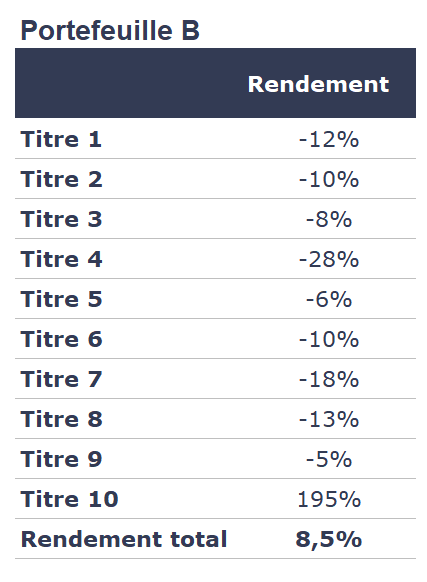 Portefeuille B
Rendement
Titre 1 -12%
Titre 2 -10%
Titre 3 -8%
Titre 4 -28%
Titre 5 -6%
Titre 6 -10%
Titre 7 -18%
Titre 8 -13%
Titre 9 -5%
Titre 10 195%
Rendement total 8,5%